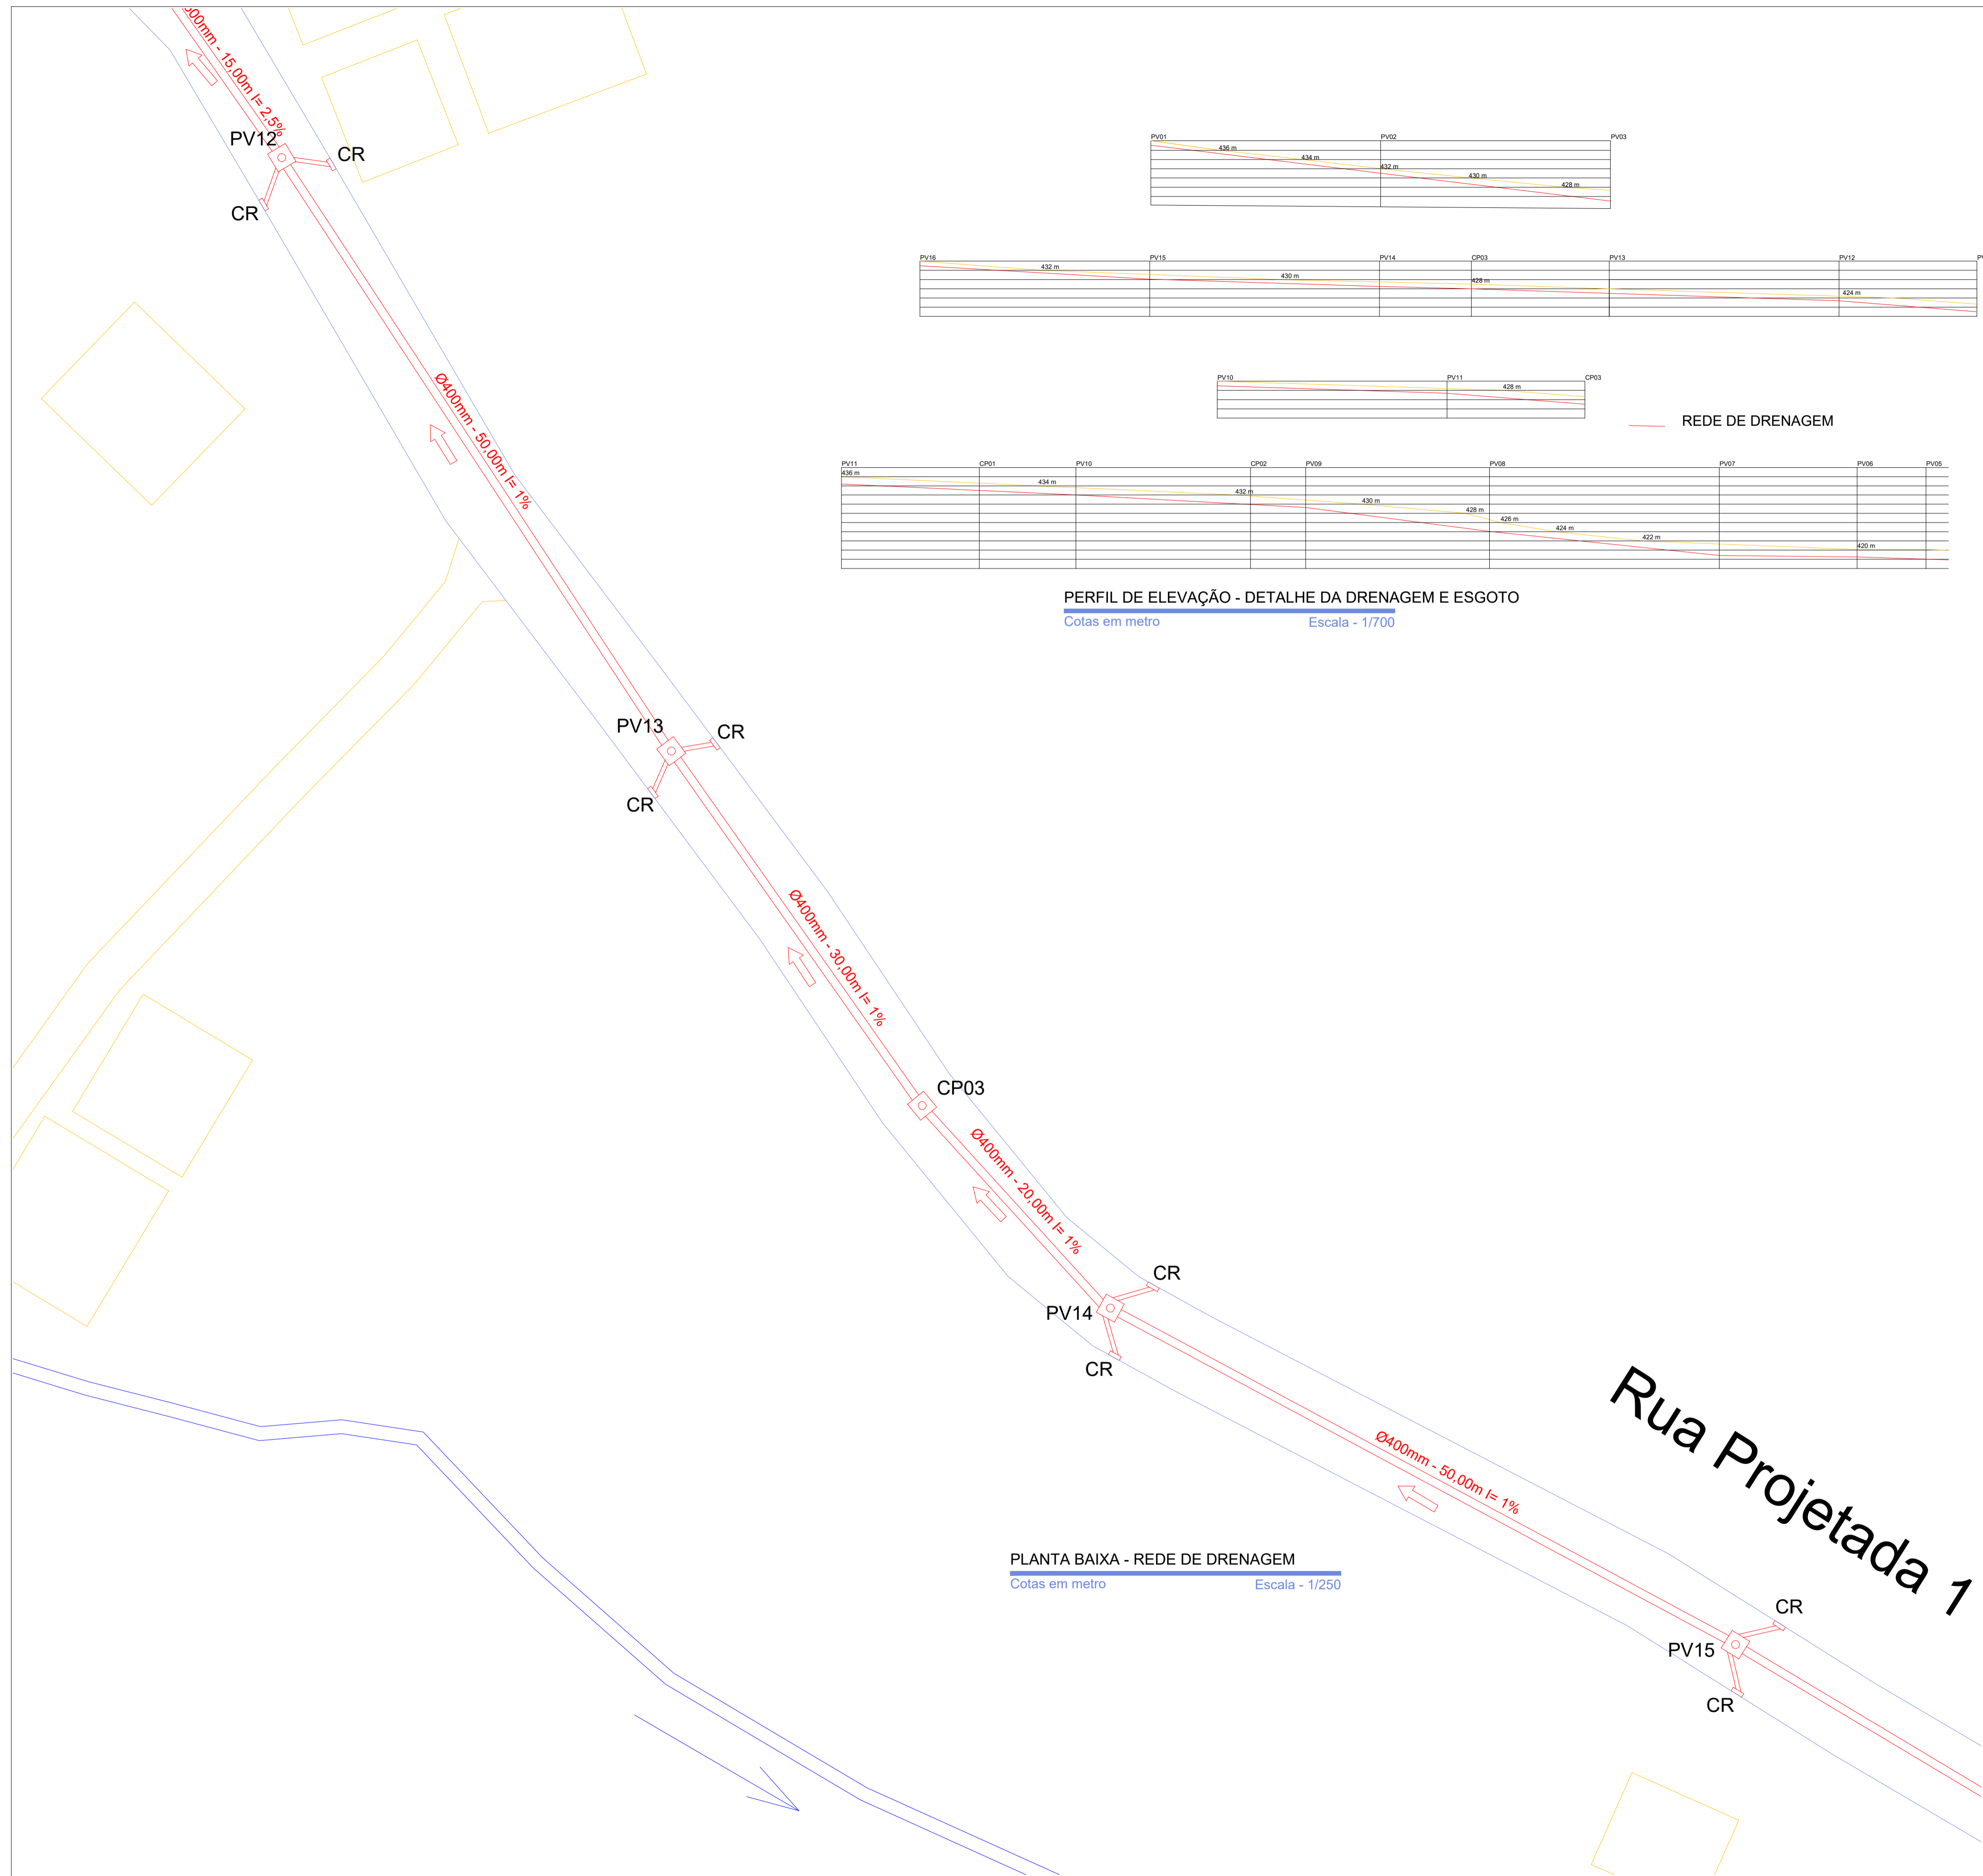 00mm - 15,00m I= 2,5%
PV12
CR
CR
PV01
PV02
PV03
436 m
434 m
432 m
430 m
428 m
PV16
PV15
PV14
CP03
PV13
PV12
432 m
430 m
428 m
424 m
PV10
PV11
CP03
428 m
REDE DE DRENAGEM
PV11
CP01
PV10
CP02
PV09
PV08
PV07
PV06
PV05
436 m
434 m
432 m
430 m
428 m
426 m
424 m
422 m
420 m
PERFIL DE ELEVAÇÃO - DETALHE DA DRENAGEM E ESGOTO
Cotas em metro
Escala - 1/700
Ø400mm - 50,00m I= 1%
PV13
CR
CR
Ø400mm - 30,00m I= 1%
CP03
Ø400mm - 20,00m I= 1%
CR
PV14
CR
Rua Projetada 1
Ø400mm - 50,00m I= 1%
PLANTA BAIXA - REDE DE DRENAGEM
Cotas em metro
Escala - 1/250
CR
PV15
CR